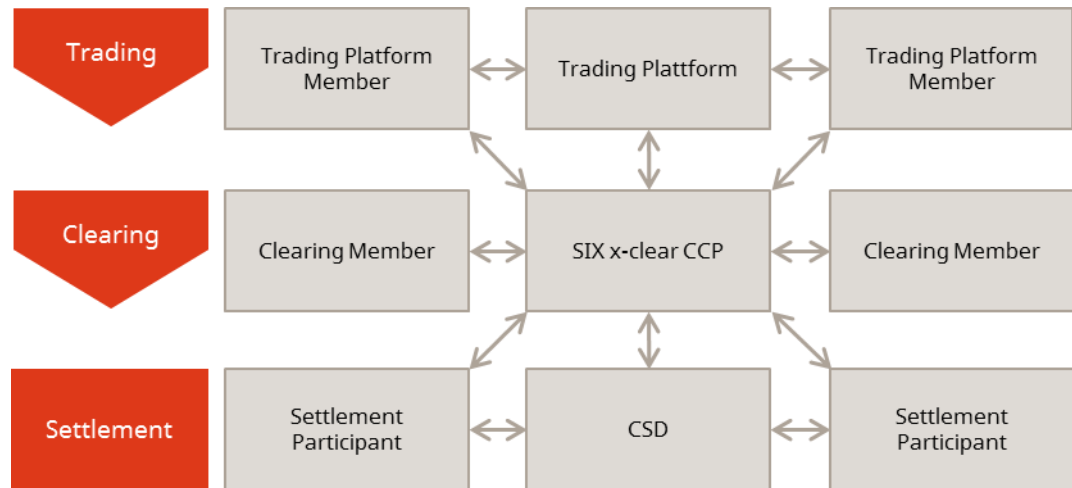 Trading
Trading Platform
Member
Trading Plattform
Trading Platform
Member
Clearing
Clearing Member
SIX x-clear CCP
Clearing Member
Settlement
Settlement
Participant
CSD
Settlement
Participant